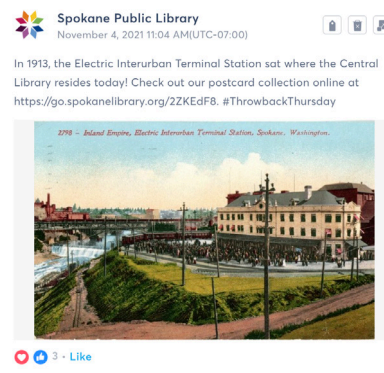 Spokane Public Library
November 4, 2021 11:04 AM(UTC-07:00)
In 1913, the Electric Interurban Terminal Station sat where the Central
Library resides today! Check out our postcard collection online at
https://go.spokanelibrary.org/2ZKEdF8. #ThrowbackThursday
2798 - Inland Empire, Electric Interurban Terminal Station, Spokane, Washington.
3 • Like